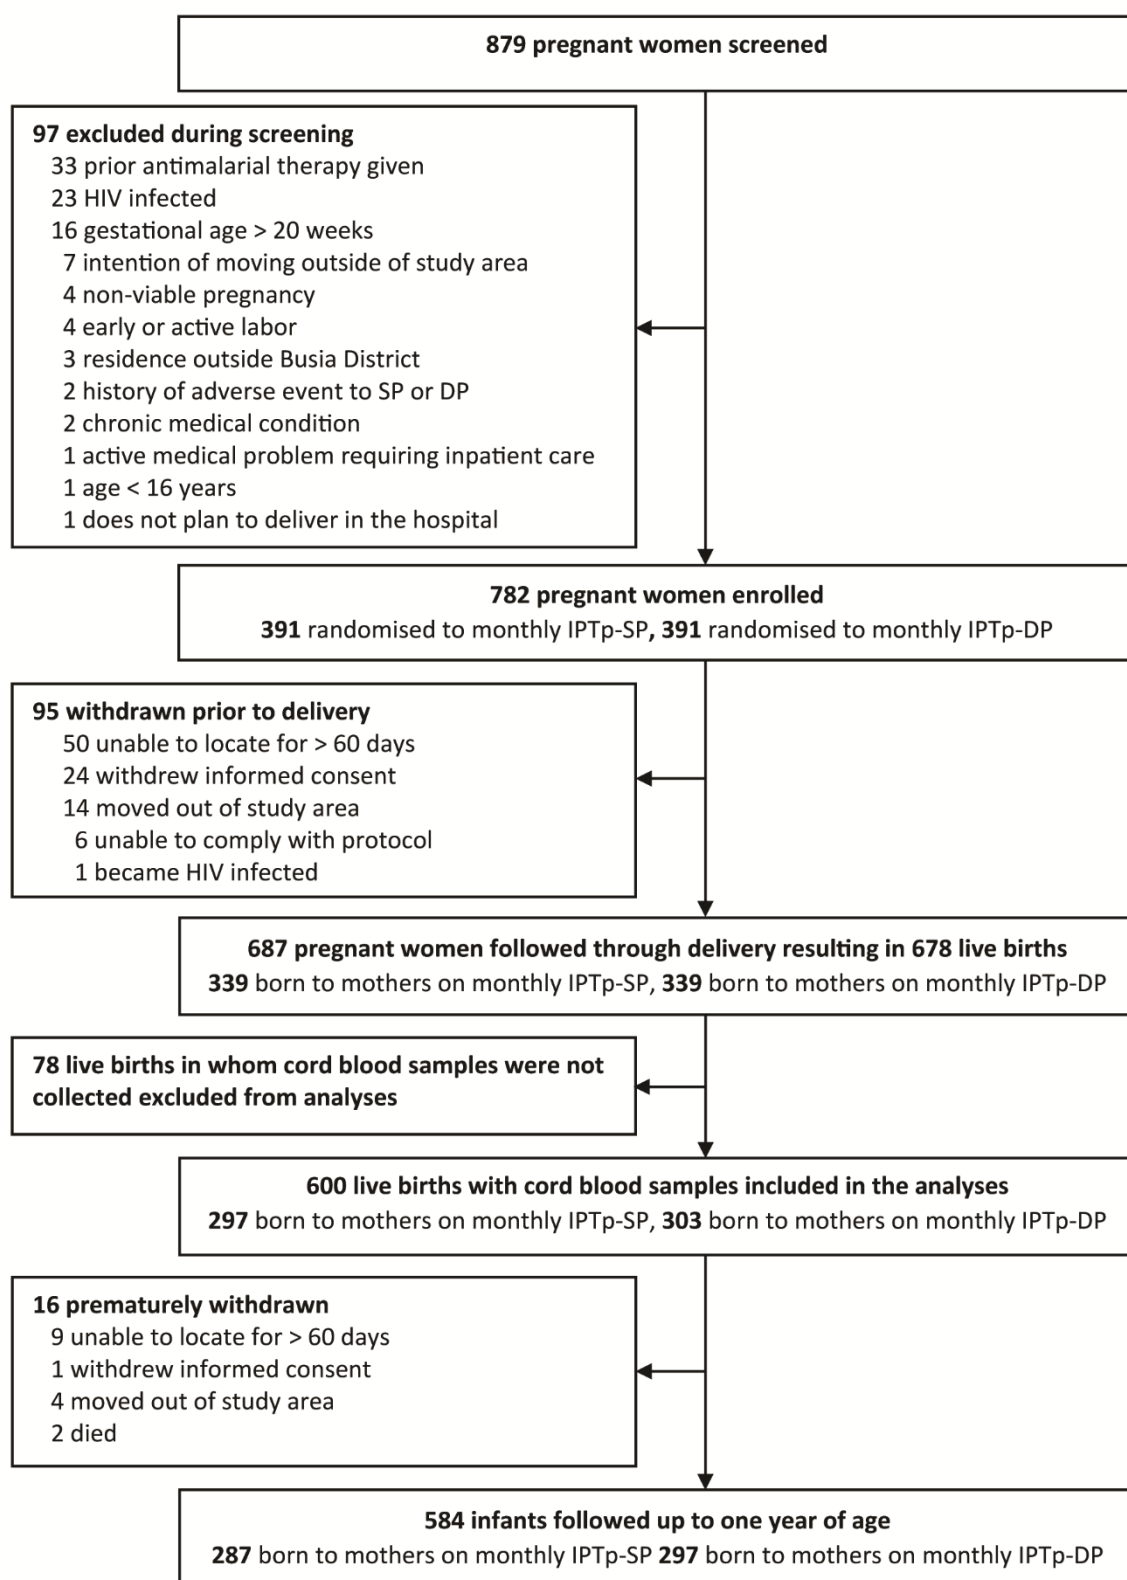 879 pregnant women screened
97 excluded during screening
33 prior antimalarial therapy given
23 HIV infected
16 gestational age > 20 weeks
7 intention of moving outside of study area
4 non-viable pregnancy
4 early or active labor
3 residence outside Busia District
2 history of adverse event to SP or DP
2 chronic medical condition
1 active medical problem requiring inpatient care
1 age < 16 years
1 does not plan to deliver in the hospital
782 pregnant women enrolled
391 randomised to monthly IPTp-SP, 391 randomised to monthly IPTp-DP
95 withdrawn prior to delivery
50 unable to locate for > 60 days
24 withdrew informed consent
14 moved out of study area
6 unable to comply with protocol
1 became HIV infected
687 pregnant women followed through delivery resulting in 678 live births
339 born to mothers on monthly IPTp-SP, 339 born to mothers on monthly IPTp-DP
78 live births in whom cord blood samples were not
collected excluded from analyses
600 live births with cord blood samples included in the analyses
297 born to mothers on monthly IPTp-SP, 303 born to mothers on monthly IPTp-DP
16 prematurely withdrawn
9 unable to locate for > 60 days
1 withdrew informed consent
4 moved out of study area
2 died
584 infants followed up to one year of age
287 born to mothers on monthly IPTp-SP 297 born to mothers on monthly IPTp-DP